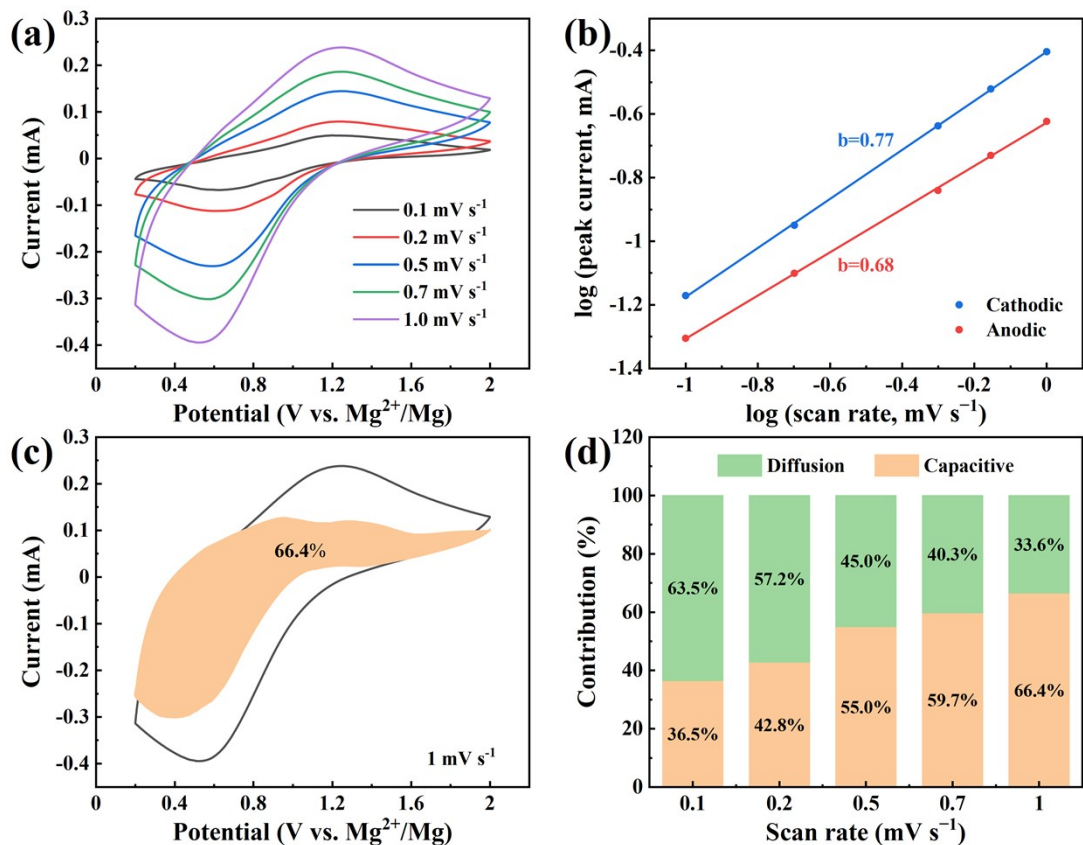 (a)
0.3
0.2
0.1
0
-0.1
-0.2
-0.3
-0.4
Current (mA)
0.1 mV s⁻¹
0.2 mV s⁻¹
0.5 mV s⁻¹
0.7 mV s⁻¹
1.0 mV s⁻¹
0 0.4 0.8 1.2 1.6 2
Potential (V vs. Mg²⁺/Mg)
(b)
-0.4
-0.6
-0.8
-1
-1.2
-1.4
log (peak current, mA)
b=0.77
b=0.68
Cathodic
Anodic
-1 -0.8 -0.6 -0.4 -0.2 0
log (scan rate, mV s⁻¹)
(c)
0.3
0.2
0.1
0
-0.1
-0.2
-0.3
-0.4
Current (mA)
66.4%
1 mV s⁻¹
0 0.4 0.8 1.2 1.6 2
Potential (V vs. Mg²⁺/Mg)
(d)
120
100
80
60
40
20
0
Contribution (%)
Diffusion Capacitive
63.5% 57.2% 45.0% 40.3% 33.6%
36.5% 42.8% 55.0% 59.7% 66.4%
0.1 0.2 0.5 0.7 1
Scan rate (mV s⁻¹)